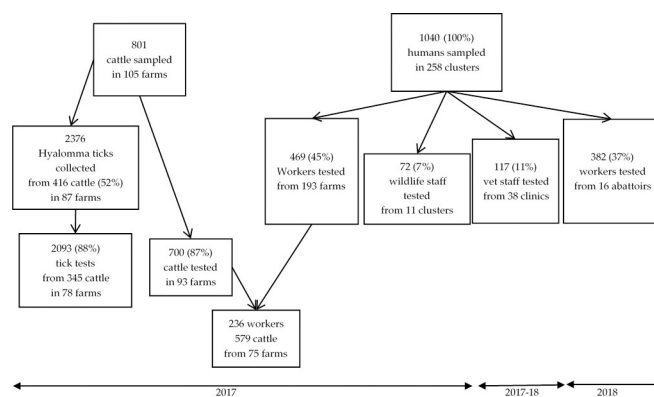 801
cattle sampled
in 105 farms
1040 (100%)
humans sampled
in 258 clusters
2376
Hyalomma ticks
collected
from 416 cattle (52%)
in 87 farms
469 (45%)
Workers tested
from 193 farms
72 (7%)
wildlife staff
tested
from 11 clusters
117 (11%)
vet staff tested
from 38 clinics
382 (37%)
workers tested
from 16 abattoirs
2093 (88%)
tick tests
from 345 cattle
in 78 farms
700 (87%)
cattle tested
in 93 farms
236 workers
579 cattle
from 75 farms
2017
2017-18
2018